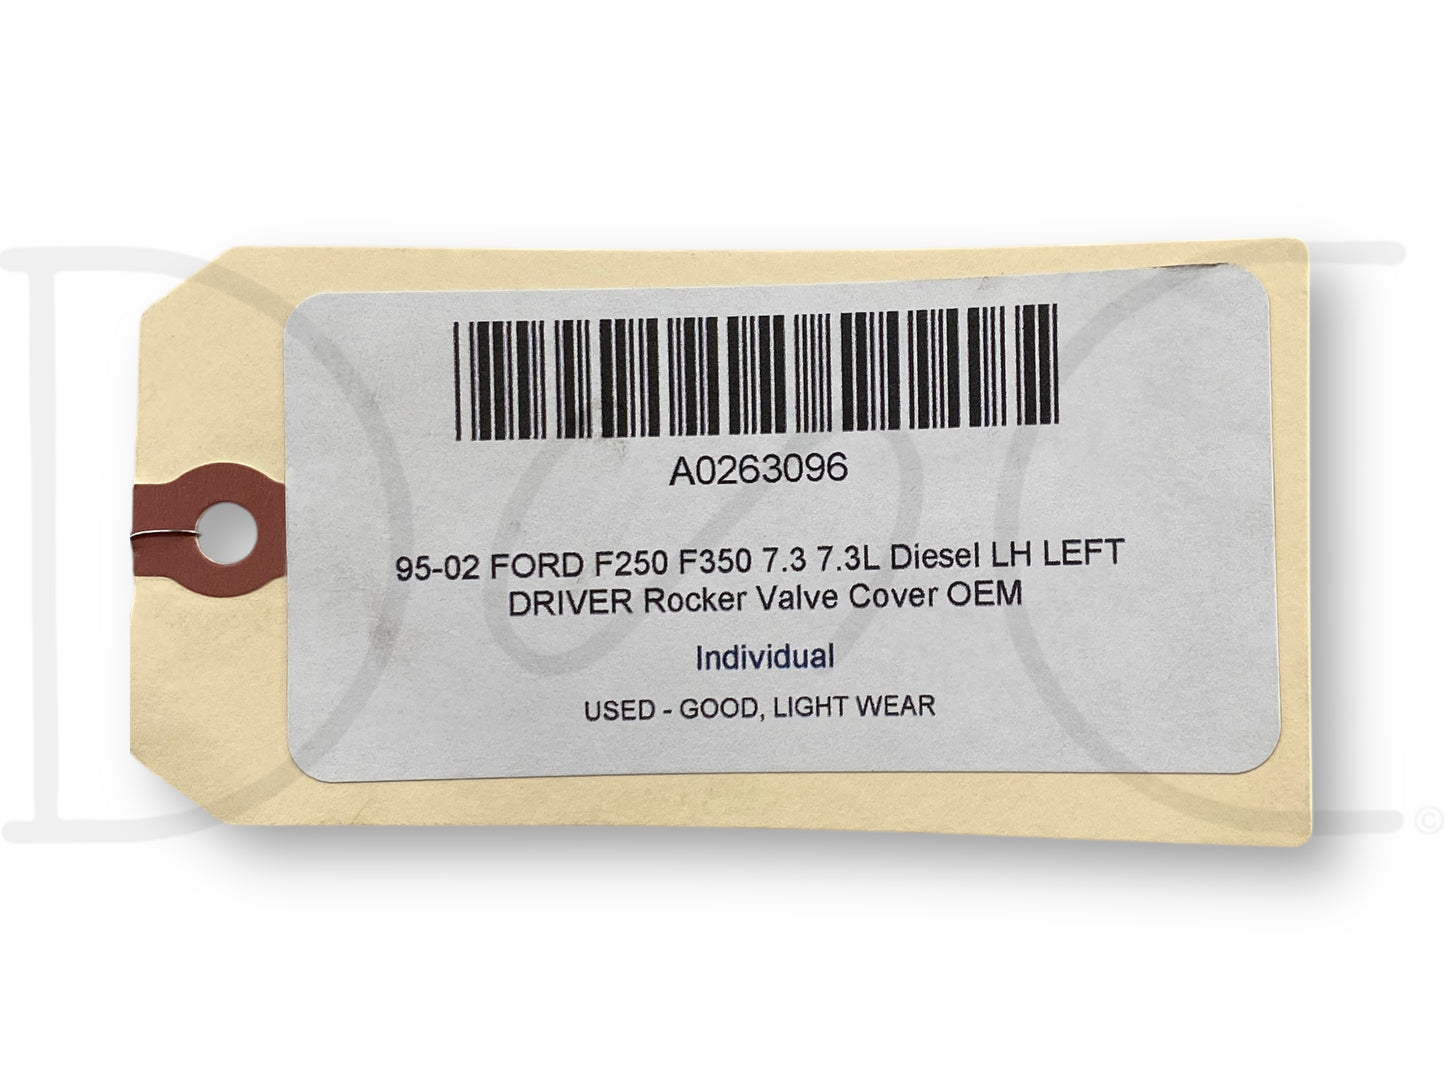 A0263096
95-02 FORD F250 F350 7.3 7.3L Diesel LH LEFT
DRIVER Rocker Valve Cover OEM
Individual
USED - GOOD, LIGHT WEAR
©